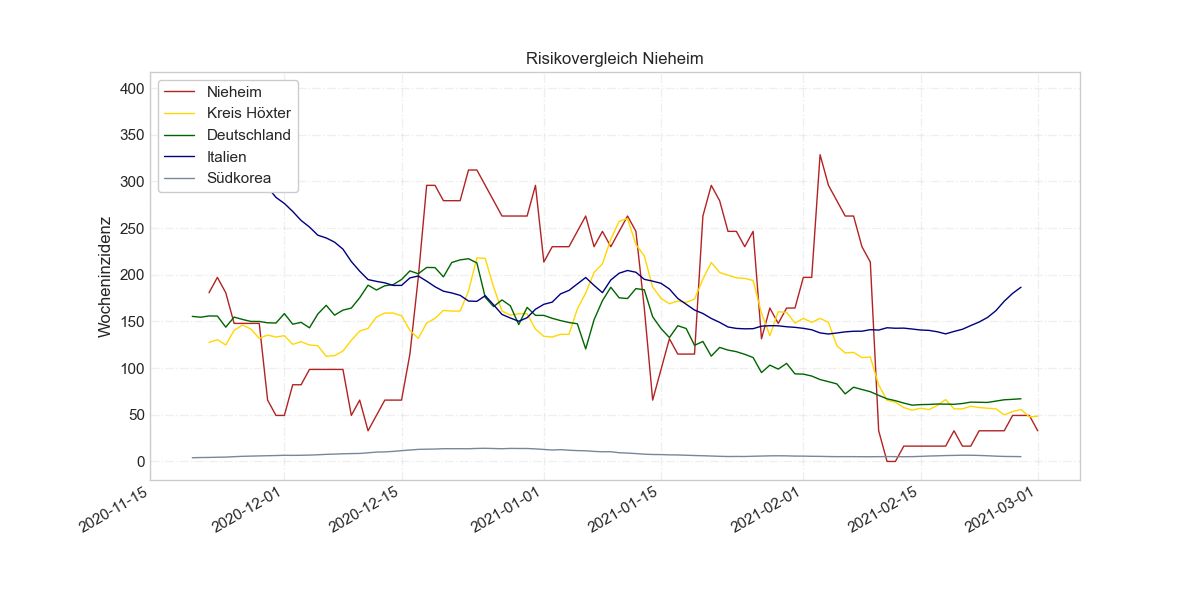 Risikovergleich Nieheim
Nieheim
Kreis Höxter
Deutschland
Italien
Südkorea
Wocheninzidenz
400
350
300
250
200
150
100
50
0
2020-11-15
2020-12-01
2020-12-15
2021-01-01
2021-01-15
2021-02-01
2021-02-15
2021-03-01